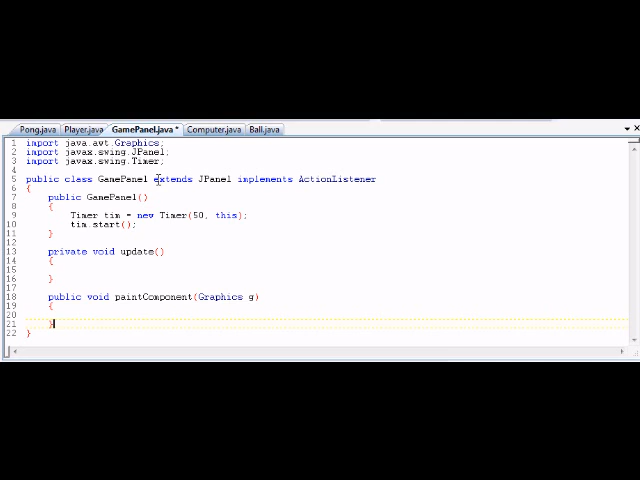 Pong.java Player.java GamePanel.java * Computer.java Ball.java
1 import java.awt.Graphics;
2 import javax.swing.JPanel;
3 import javax.swing.Timer;
4
5 public class GamePanel extends JPanel implements ActionListener
6 {
7 public GamePanel()
8 {
9 Timer tim = new Timer(50, this);
10 tim.start();
11 }
12
13 private void update()
14 {
15
16 }
17
18 public void paintComponent(Graphics g)
19 {
20
21 }
22 }